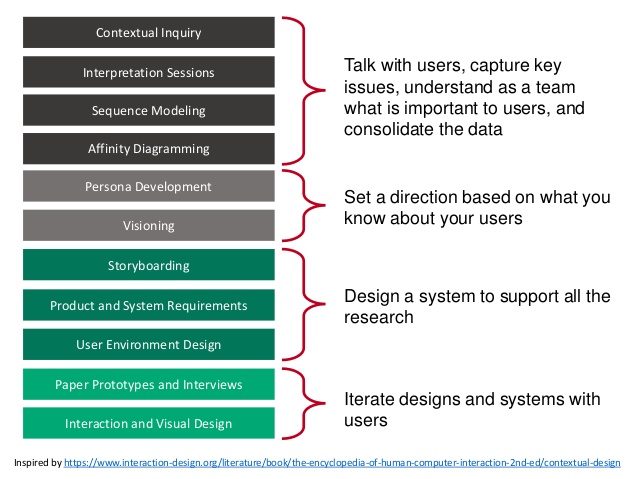 Contextual Inquiry
Interpretation Sessions
Sequence Modeling
Affinity Diagramming
Talk with users, capture key
issues, understand as a team
what is important to users, and
consolidate the data
Persona Development
Visioning
Set a direction based on what you
know about your users
Storyboarding
Product and System Requirements
User Environment Design
Design a system to support all the
research
Paper Prototypes and Interviews
Interaction and Visual Design
Iterate designs and systems with
users
Inspired by https://www.interaction-design.org/literature/book/the-encyclopedia-of-human-computer-interaction-2nd-ed/contextual-design